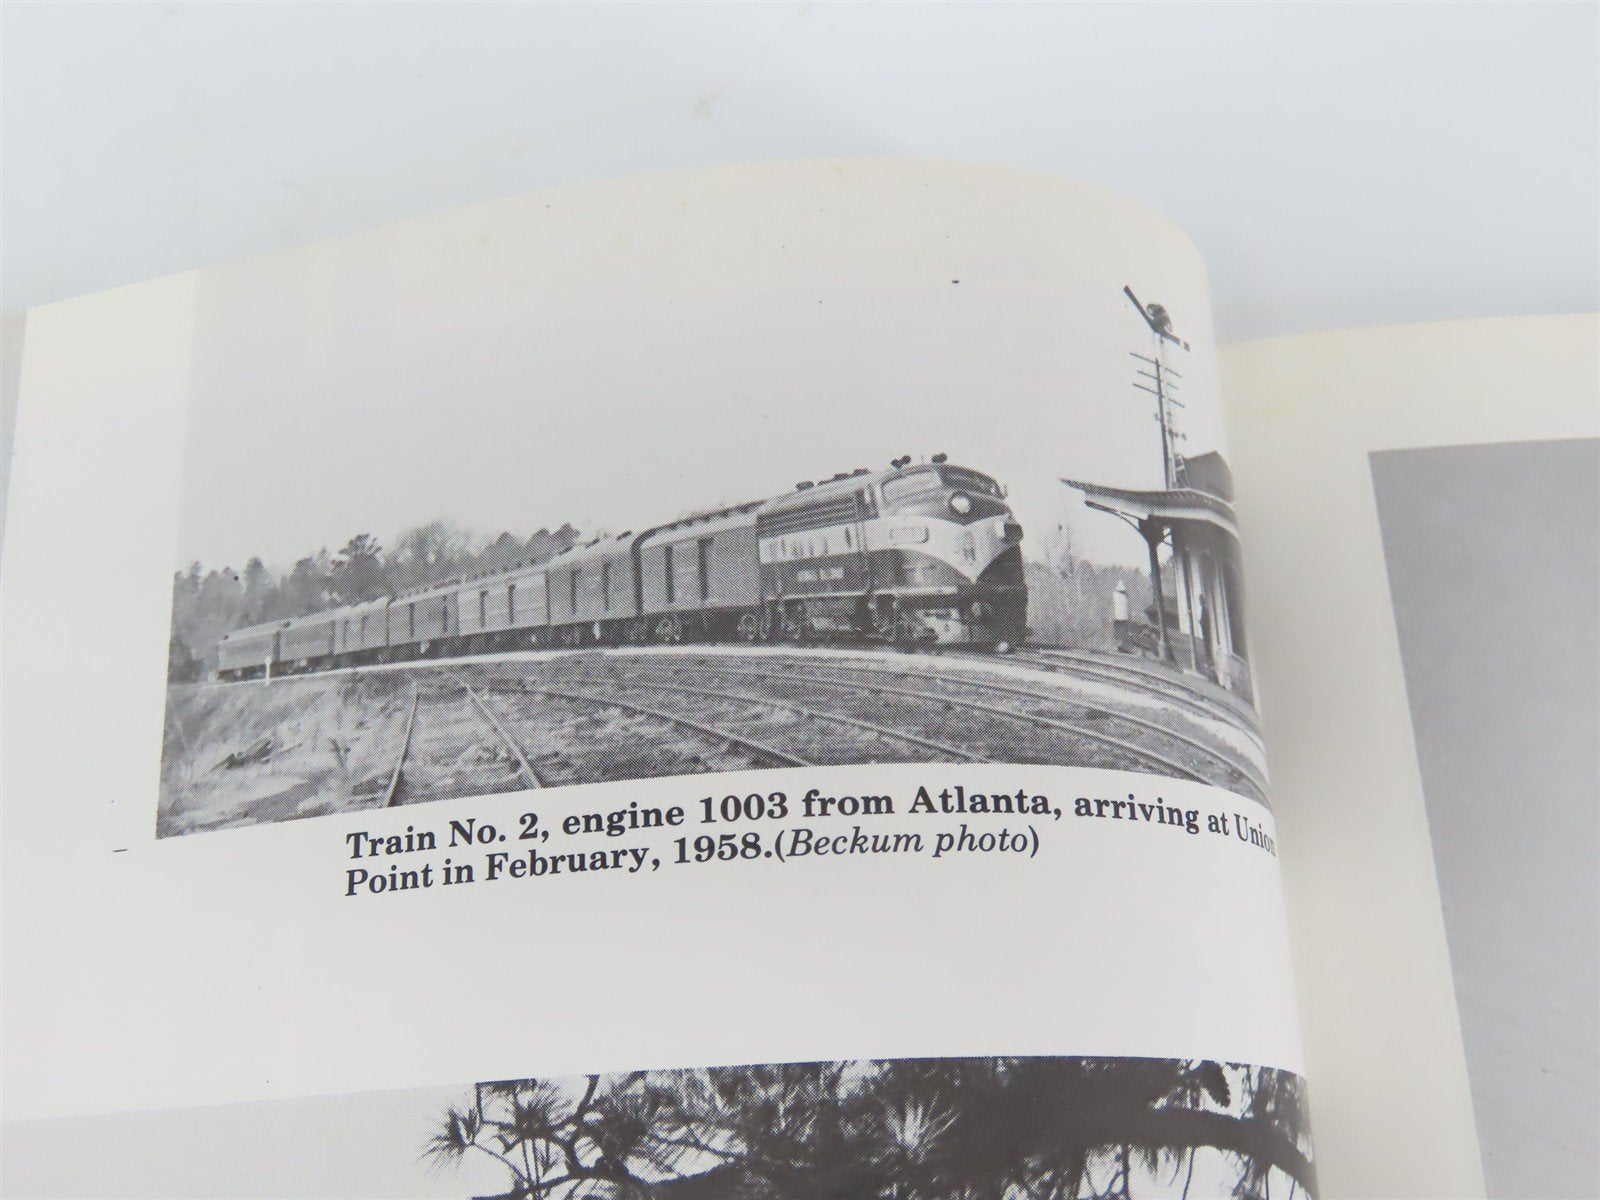 Train No. 2, engine 1003 from Atlanta, arriving at Union
Point in February, 1958.(Beckum photo)